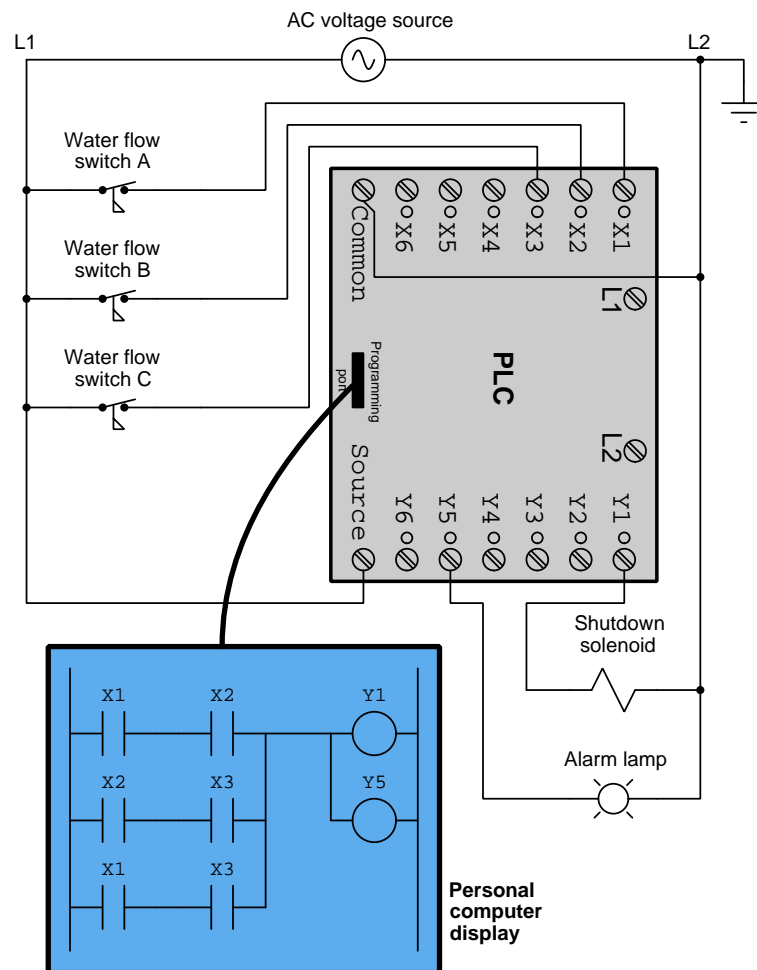 AC voltage source
L1
L2
Water flow
switch A
Water flow
switch B
Water flow
switch C
Common
X6
X5
X4
X3
X2
X1
L1
Programming
port
PLC
L2
Source
Y6
Y5
Y4
Y3
Y2
Y1
Shutdown
solenoid
Alarm lamp
X1
X2
Y1
X2
X3
Y5
X1
X3
Personal
computer
display